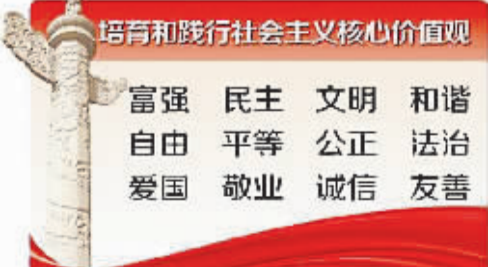 培育和践行社会主义核心价值观
富强 民主 文明 和谐
自由 平等 公正 法治
爱国 敬业 诚信 友善